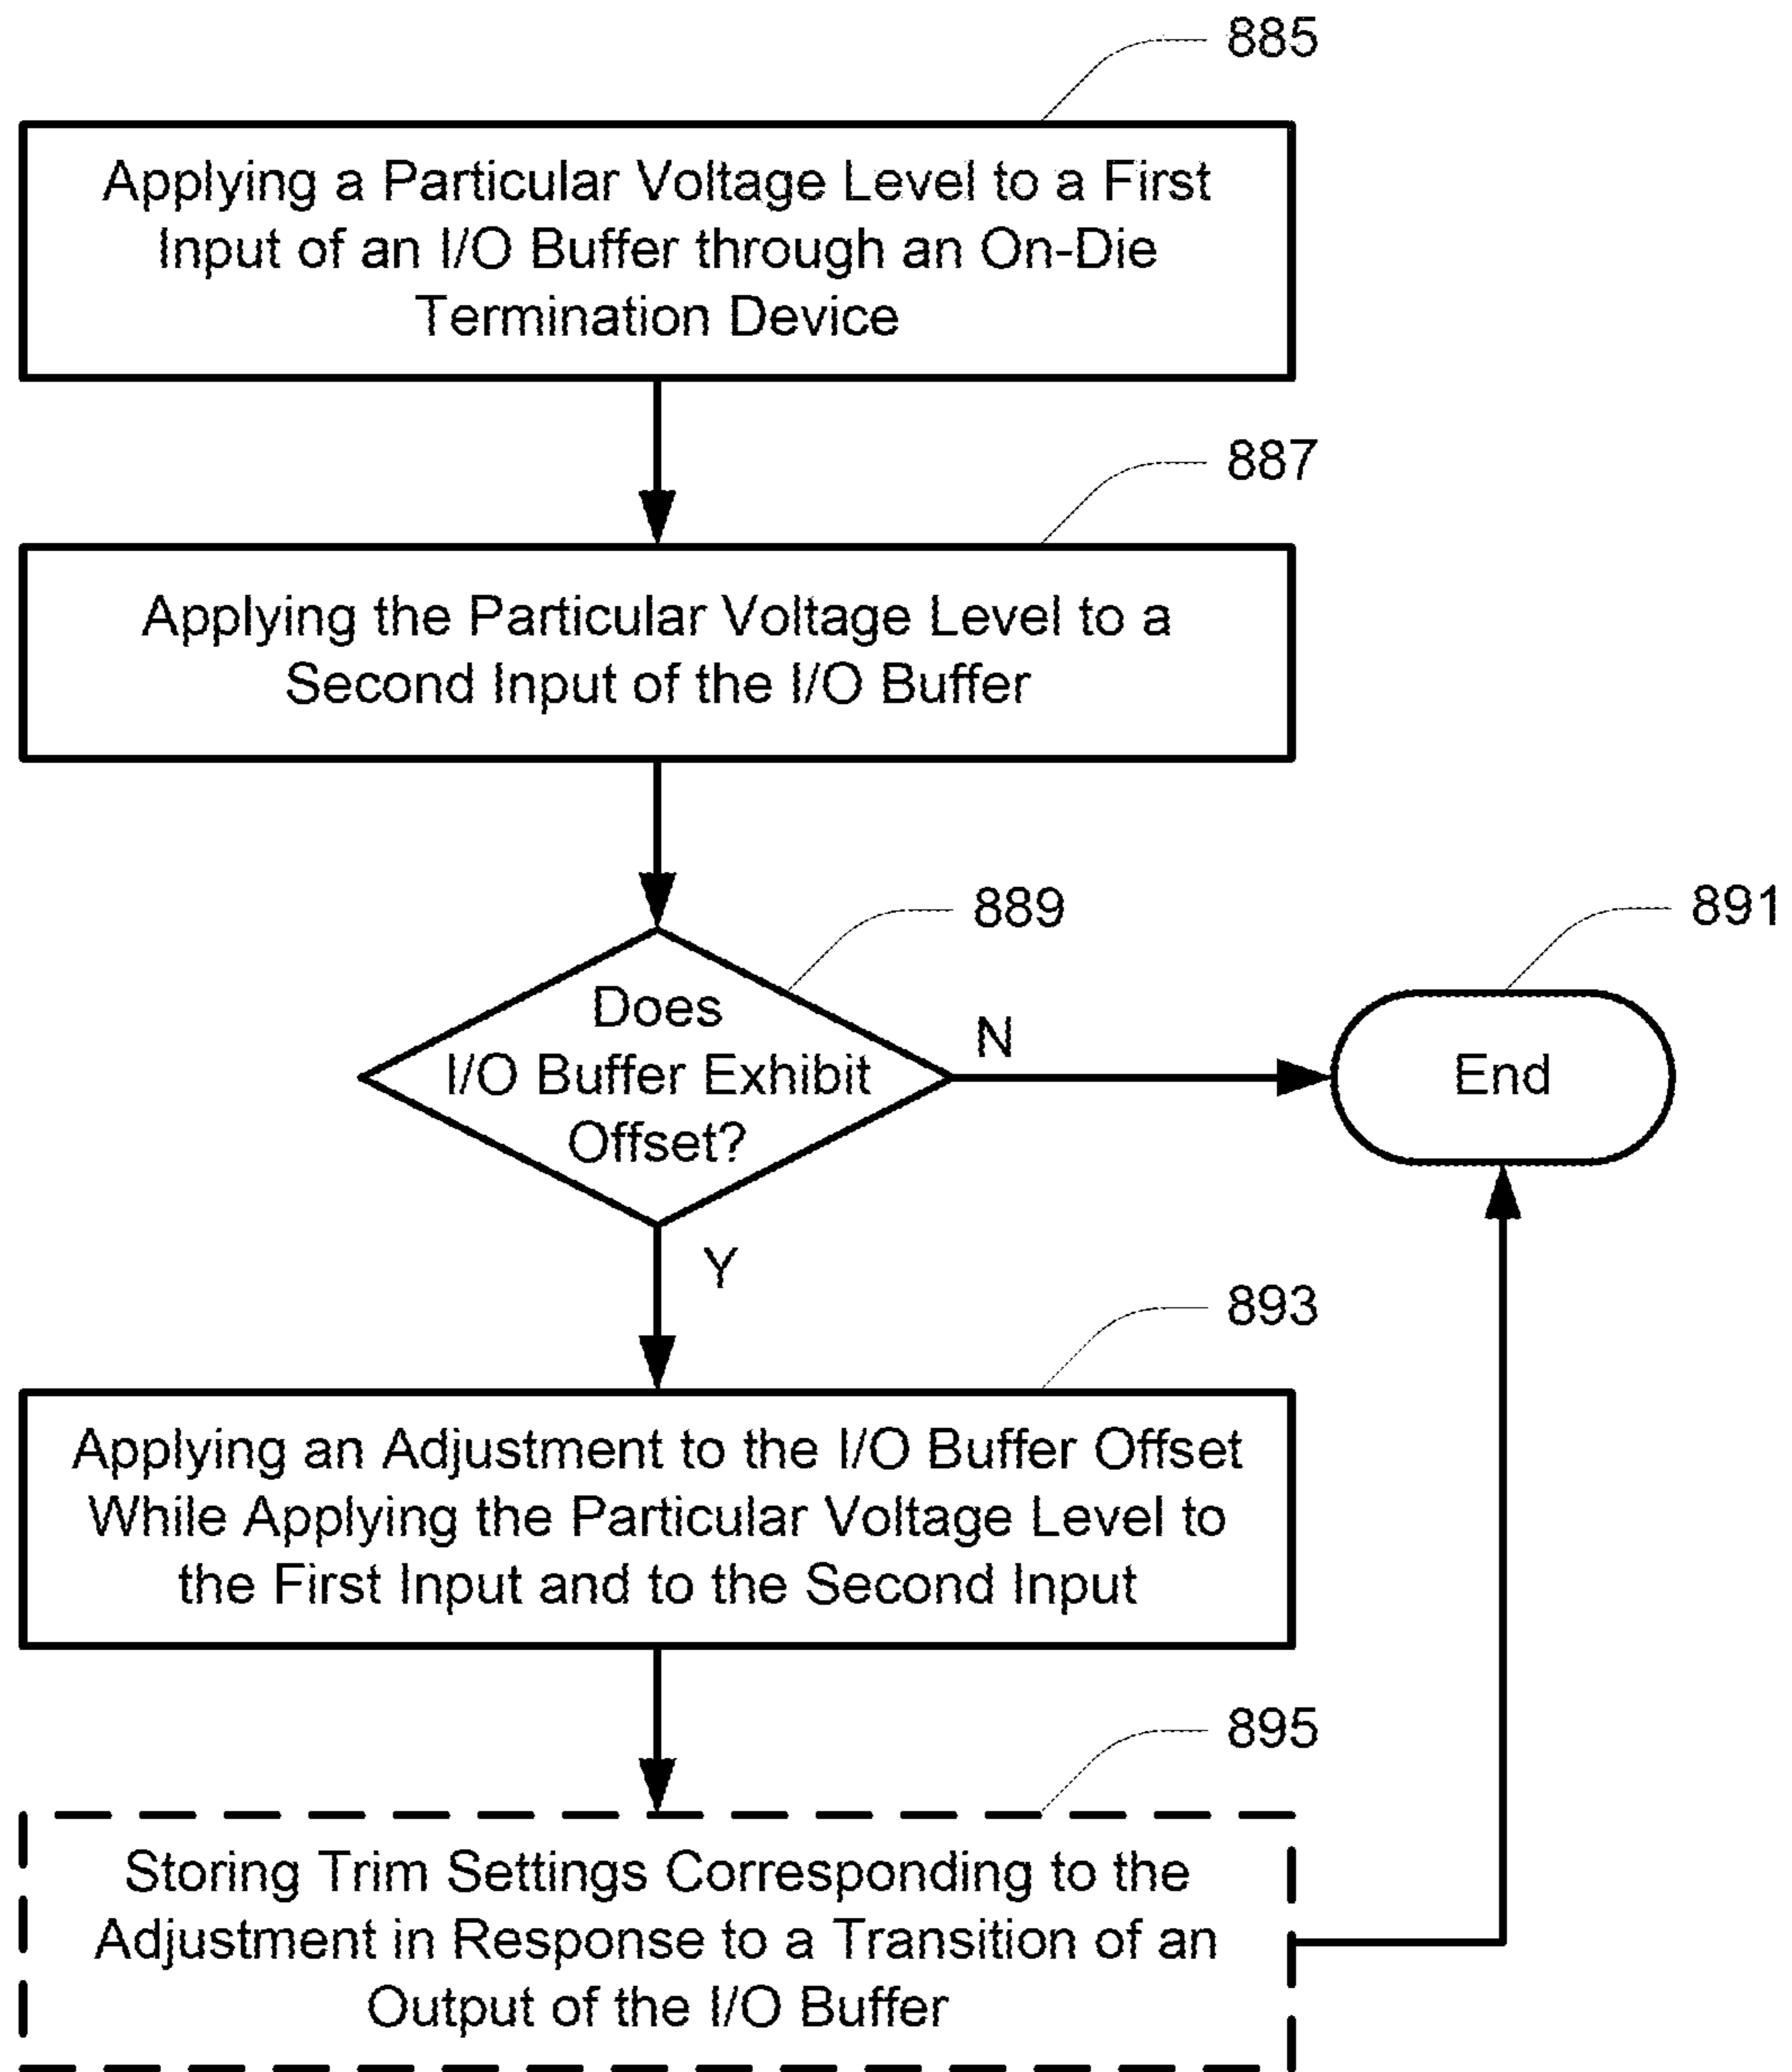 885
Applying a Particular Voltage Level to a First
Input of an I/O Buffer through an On-Die
Termination Device
887
Applying the Particular Voltage Level to a
Second Input of the I/O Buffer
889
891
Does
I/O Buffer Exhibit
Offset?
N
End
Y
893
Applying an Adjustment to the I/O Buffer Offset
While Applying the Particular Voltage Level to
the First Input and to the Second Input
895
Storing Trim Settings Corresponding to the
Adjustment in Response to a Transition of an
Output of the I/O Buffer